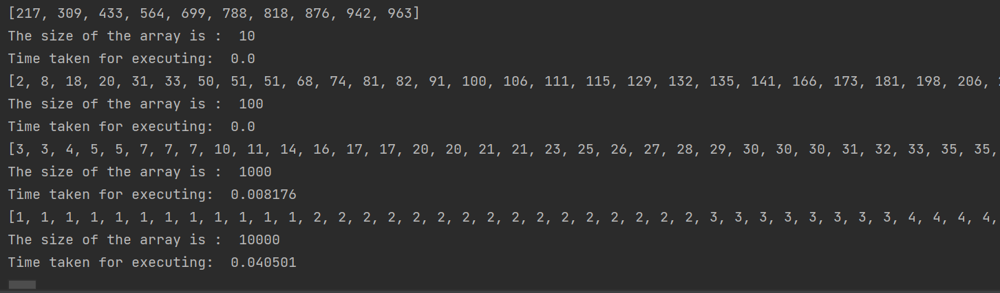 [217, 309, 433, 564, 699, 788, 818, 876, 942, 963]
The size of the array is :  10
Time taken for executing:  0.0
[2, 8, 18, 20, 31, 33, 50, 51, 51, 68, 74, 81, 82, 91, 100, 106, 111, 115, 129, 132, 135, 141, 166, 173, 181, 198, 206,
The size of the array is :  100
Time taken for executing:  0.0
[3, 3, 4, 5, 5, 7, 7, 7, 10, 11, 14, 16, 17, 17, 20, 20, 21, 21, 23, 25, 26, 27, 28, 29, 30, 30, 30, 31, 32, 33, 35, 35,
The size of the array is :  1000
Time taken for executing:  0.008176
[1, 1, 1, 1, 1, 1, 1, 1, 1, 1, 1, 1, 2, 2, 2, 2, 2, 2, 2, 2, 2, 2, 2, 2, 2, 2, 2, 2, 3, 3, 3, 3, 3, 3, 3, 3, 4, 4, 4, 4,
The size of the array is :  10000
Time taken for executing:  0.040501